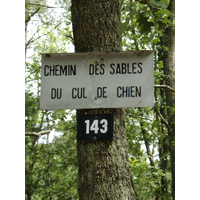 CHEMIN DES SABLES
DU CUL DE CHIEN
143